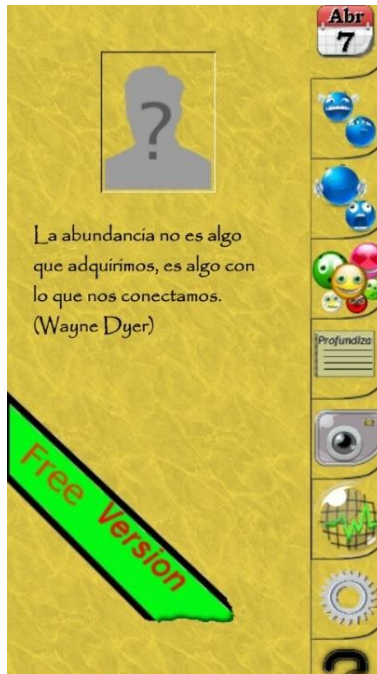 Abr
7
?
La abundancia no es algo
que adquirimos, es algo con
lo que nos conectamos.
(Wayne Dyer)
Profundiza
Free Version